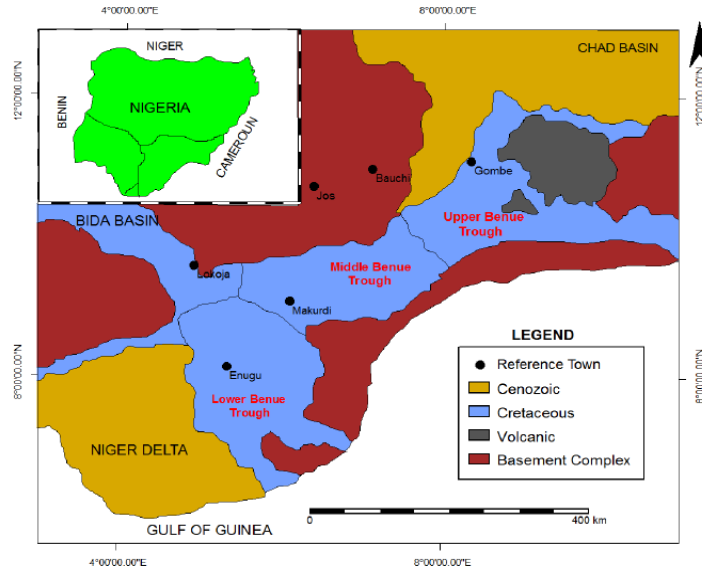 4°00'00.00"E
8°00'00.00"E
NIGER
BENIN
NIGERIA
CAMEROUN
CHAD BASIN
12°00'00.00"N
12°00'00.00"N
Bauchi
Gombe
Jos
BIDA BASIN
Upper Benue
Trough
Lokoja
Middle Benue
Trough
Makurdi
LEGEND
Reference Town
Cenozoic
Cretaceous
Volcanic
Basement Complex
8°00'00.00"N
8°00'00.00"N
Enugu
Lower Benue
Trough
NIGER DELTA
0
400 km
GULF OF GUINEA
4°00'00.00"E
8°00'00.00"E